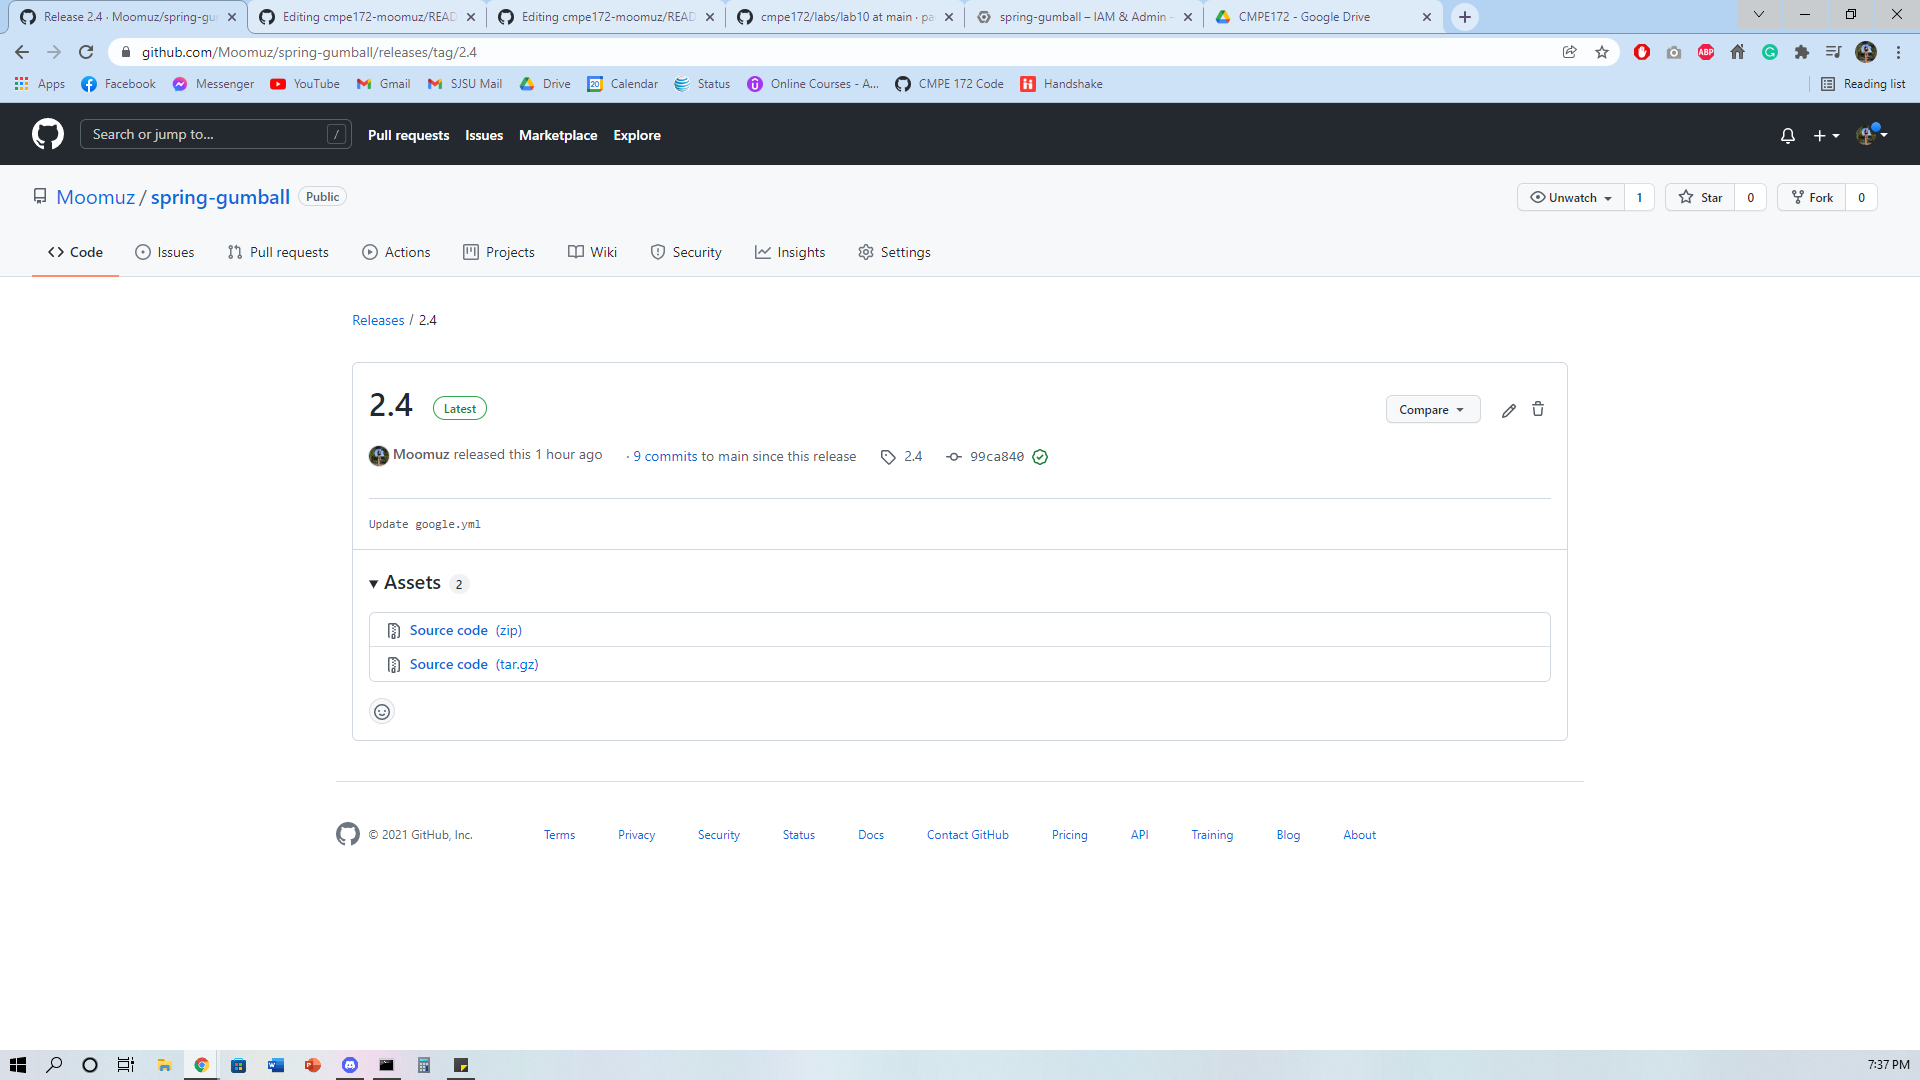 Release 2.4 · Moomuz/spring-gu
Editing cmpe172-moomuz/READ
Editing cmpe172-moomuz/READ
cmpe172/labs/lab10 at main · pa
spring-gumball – IAM & Admin -
CMPE172 - Google Drive
github.com/Moomuz/spring-gumball/releases/tag/2.4
ABP
Apps
Facebook
Messenger
YouTube
Gmail
SJSU Mail
Drive
20
Calendar
Status
Online Courses - A...
CMPE 172 Code
Handshake
Reading list
Search or jump to...
/
Pull requests
Issues
Marketplace
Explore
Moomuz / spring-gumball
Public
Unwatch
1
Star
0
Fork
0
Code
Issues
Pull requests
Actions
Projects
Wiki
Security
Insights
Settings
Releases / 2.4
2.4
Latest
Compare
Moomuz released this 1 hour ago
· 9 commits to main since this release
2.4
99ca840
Update google.yml
Assets 2
Source code (zip)
Source code (tar.gz)
© 2021 GitHub, Inc.
Terms
Privacy
Security
Status
Docs
Contact GitHub
Pricing
API
Training
Blog
About
7:37 PM